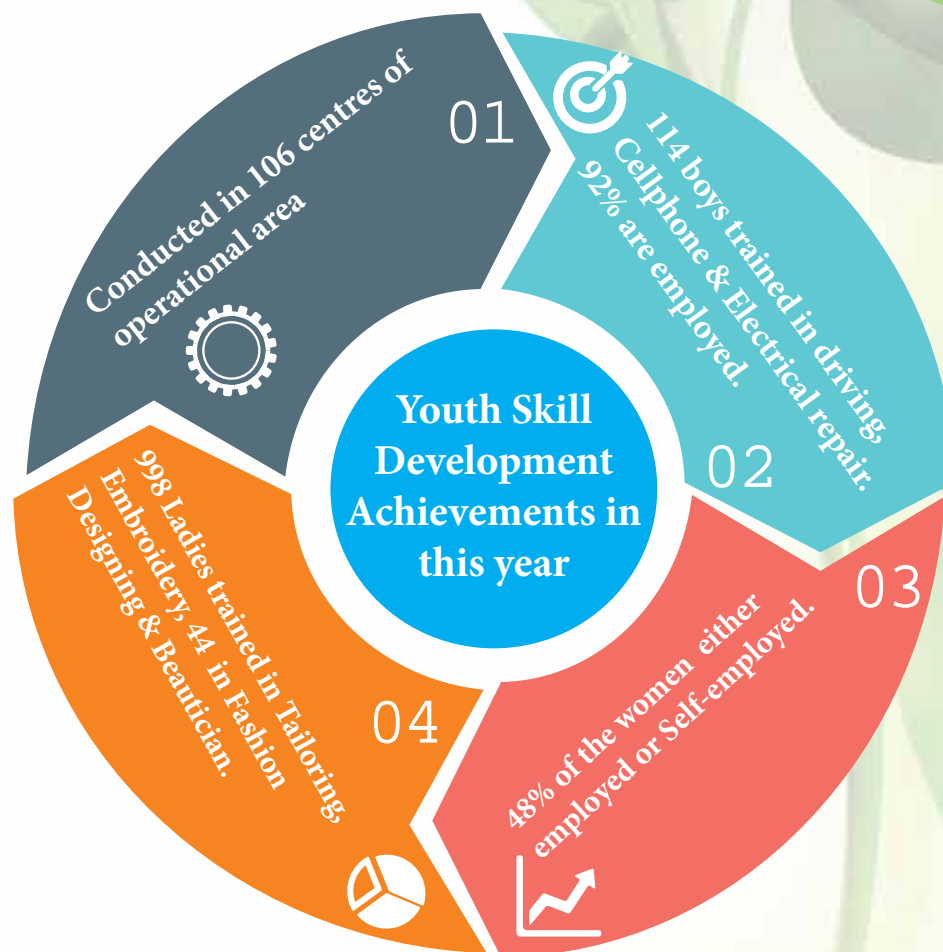 Youth Skill
Development
Achievements in
this year
01
Conducted in 106 centres of
operational area
02
114 boys trained in driving,
Cellphone & Electrical repair.
92% are employed.
03
48% of the women either
employed or Self-employed.
04
998 Ladies trained in Tailoring,
Embroidery, 44 in Fashion
Designing & Beautician.